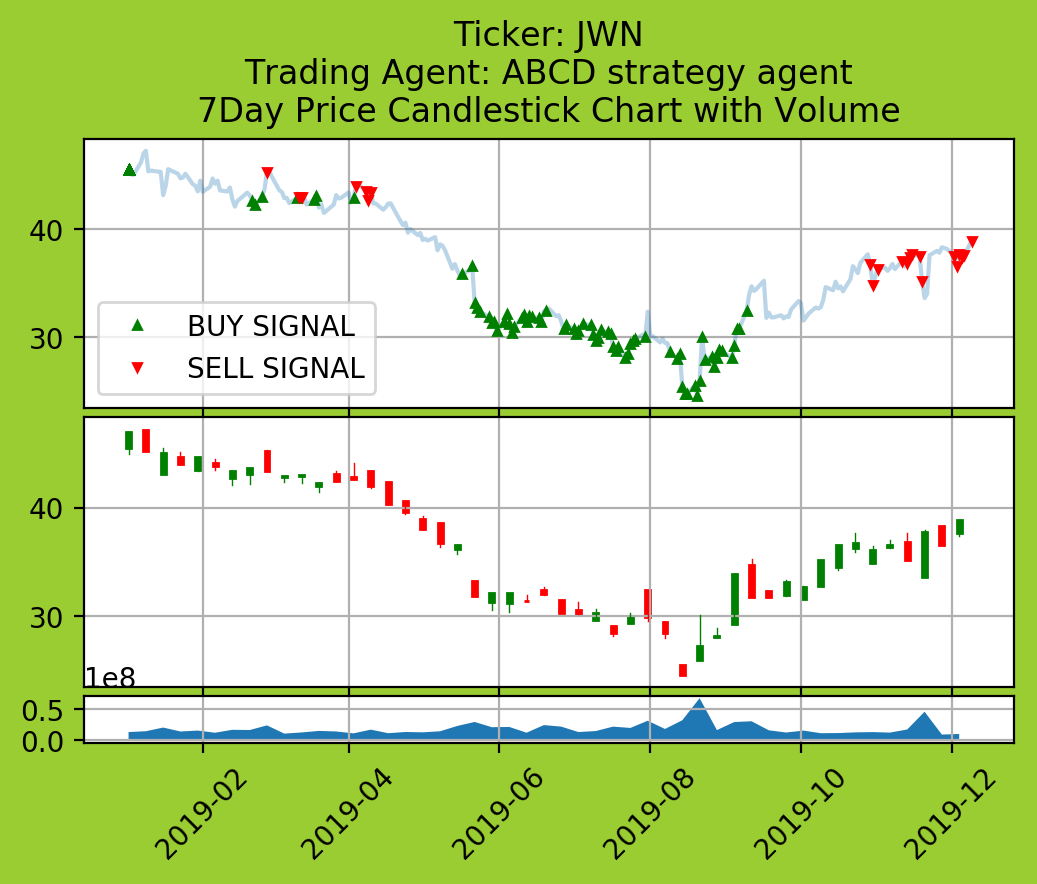 Ticker: JWN
Trading Agent: ABCD strategy agent
7Day Price Candlestick Chart with Volume
40
30
BUY SIGNAL
SELL SIGNAL
40
30
1e8
0.5
0.0
2019-02
2019-04
2019-06
2019-08
2019-10
2019-12